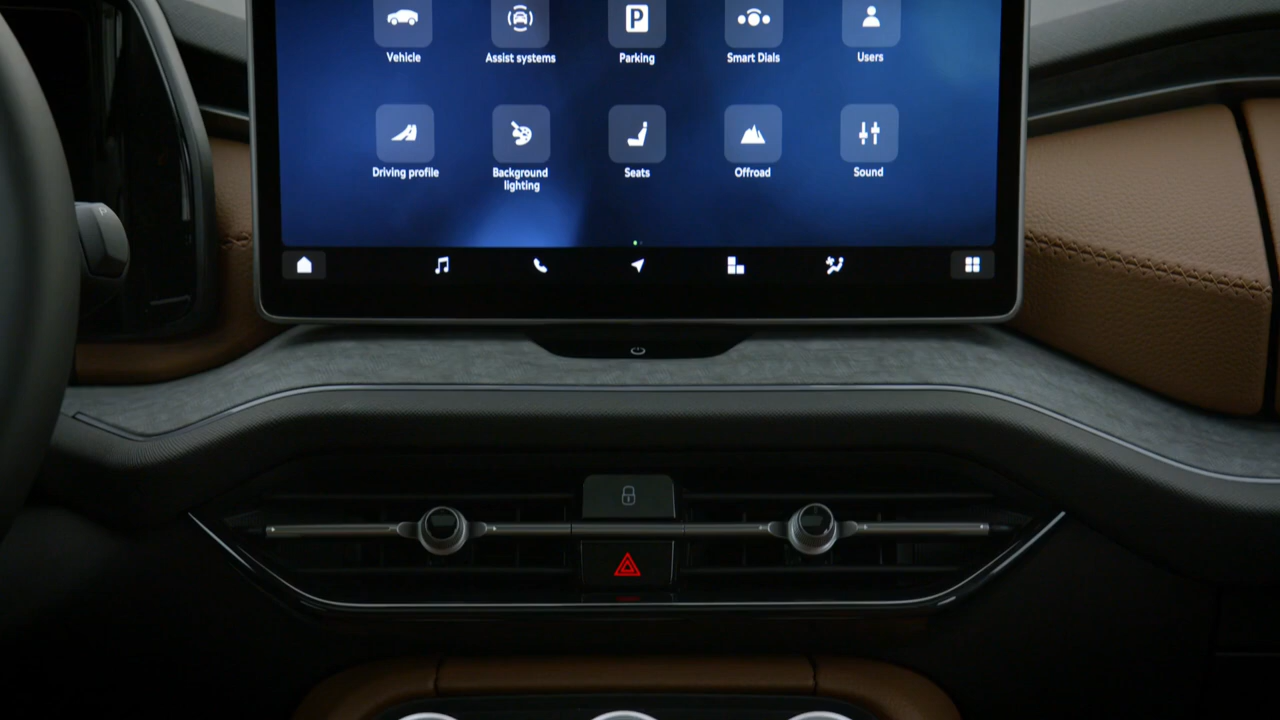 Vehicle
Assist systems
P
Parking
Smart Dials
Users
Driving profile
Background
lighting
Seats
Offroad
Sound